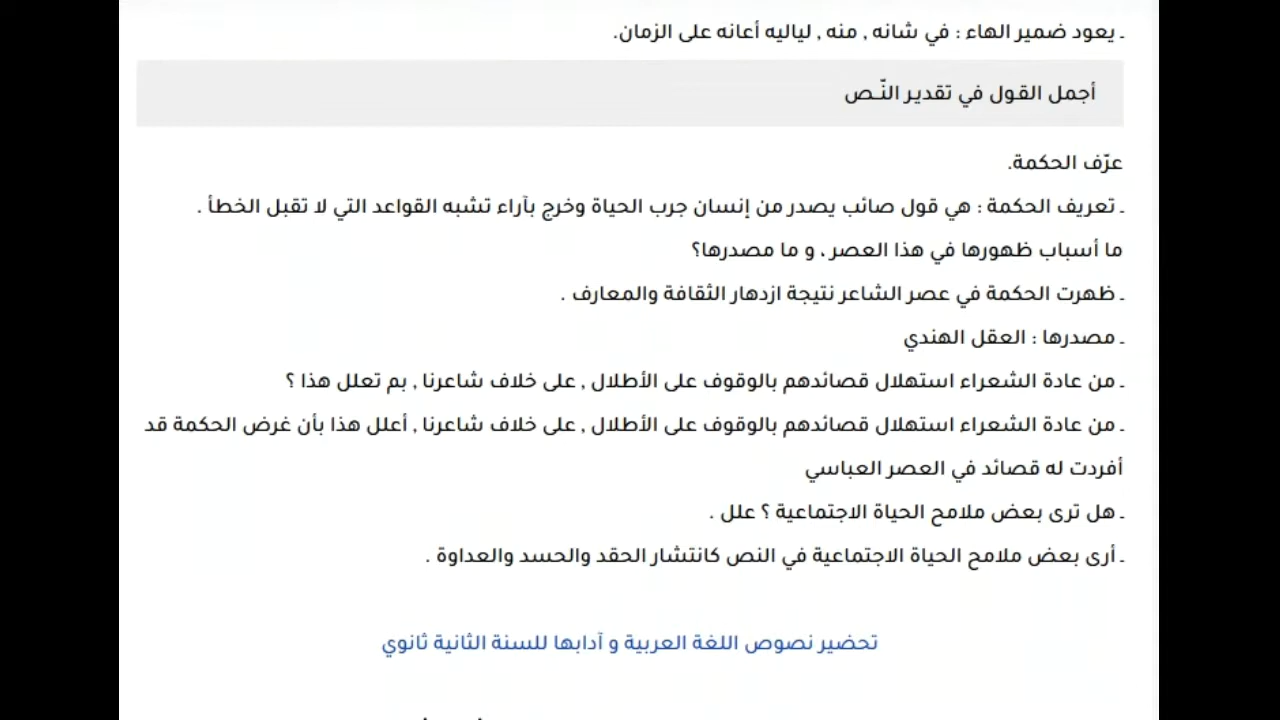 ـ يعود ضمير الهاء : في شانه , منه , لياليه أعانه على الزمان.
أجمل القول في تقدير النّـص
عرّف الحكمة.
ـ تعريف الحكمة : هي قول صائب يصدر من إنسان جرب الحياة وخرج بآراء تشبه القواعد التي لا تقبل الخطأ .
ما أسباب ظهورها في هذا العصر ، و ما مصدرها؟
ـ ظهرت الحكمة في عصر الشاعر نتيجة ازدهار الثقافة والمعارف .
ـ مصدرها : العقل الهندي
ـ من عادة الشعراء استهلال قصائدهم بالوقوف على الأطلال , على خلاف شاعرنا , بم تعلل هذا ؟
ـ من عادة الشعراء استهلال قصائدهم بالوقوف على الأطلال , على خلاف شاعرنا , أعلل هذا بأن غرض الحكمة قد
أفردت له قصائد في العصر العباسي
ـ هل ترى بعض ملامح الحياة الاجتماعية ؟ علل .
ـ أرى بعض ملامح الحياة الاجتماعية في النص كانتشار الحقد والحسد والعداوة .
تحضير نصوص اللغة العربية و آدابها للسنة الثانية ثانوي